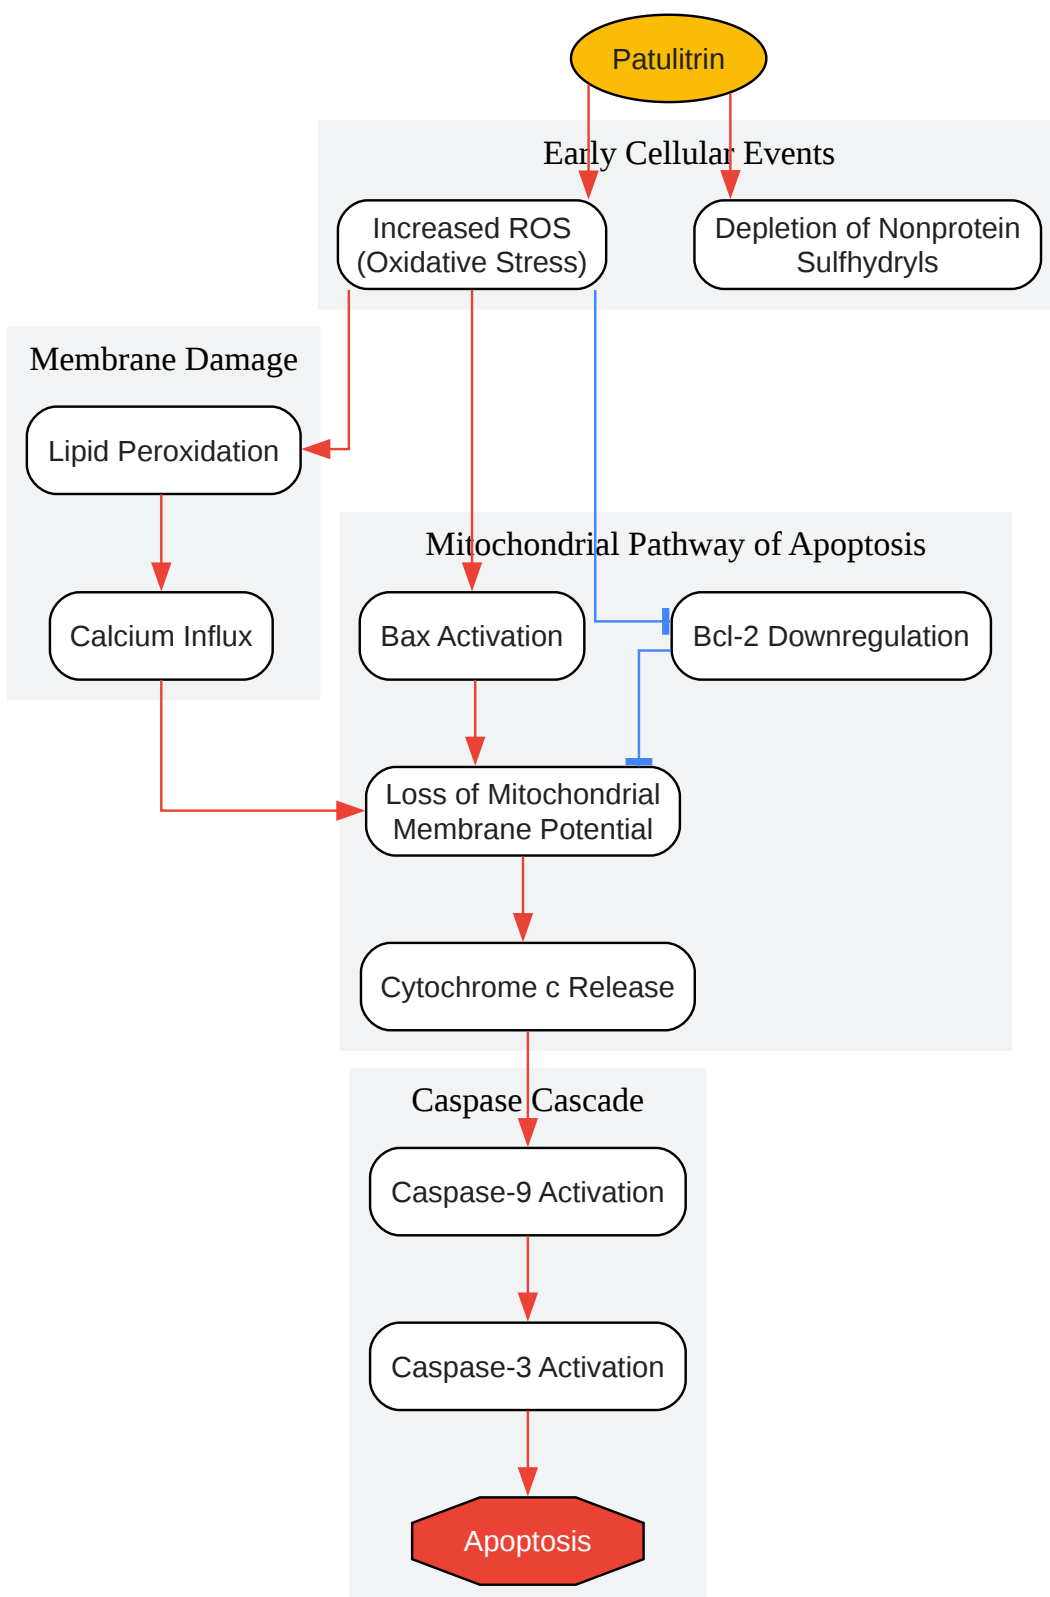 Patulitrin
Early Cellular Events
Increased ROS
(Oxidative Stress)
Depletion of Nonprotein
Sulfhydryls
Membrane Damage
Lipid Peroxidation
Calcium Influx
Mitochondrial Pathway of Apoptosis
Bax Activation
Bcl-2 Downregulation
Loss of Mitochondrial
Membrane Potential
Cytochrome c Release
Caspase Cascade
Caspase-9 Activation
Caspase-3 Activation
Apoptosis